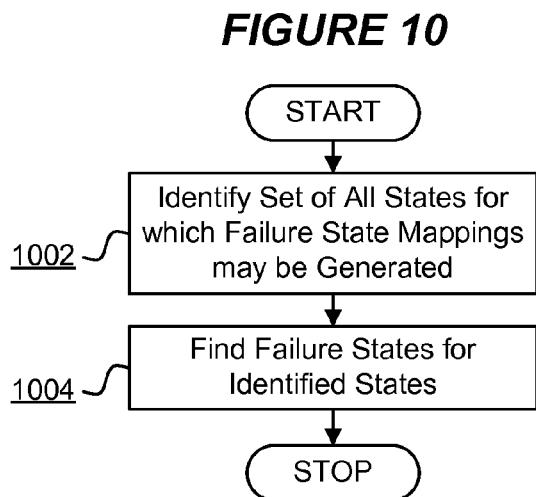 FIGURE 10
START
Identify Set of All States for
which Failure State Mappings
may be Generated
1002
Find Failure States for
Identified States
1004
STOP